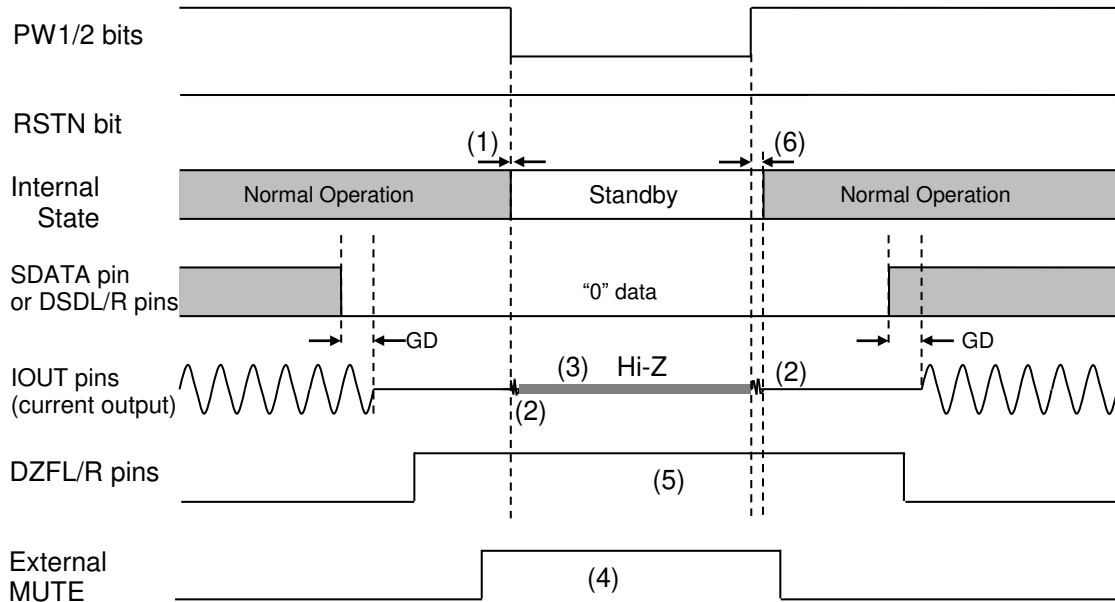 PW1/2 bits
RSTN bit
(1)
(6)
Internal
State
Normal Operation
Standby
Normal Operation
SDATA pin
or DSDL/R pins
“0” data
GD
GD
IOUT pins
(current output)
(3)
Hi-Z
(2)
(2)
DZFL/R pins
(5)
External
MUTE
(4)